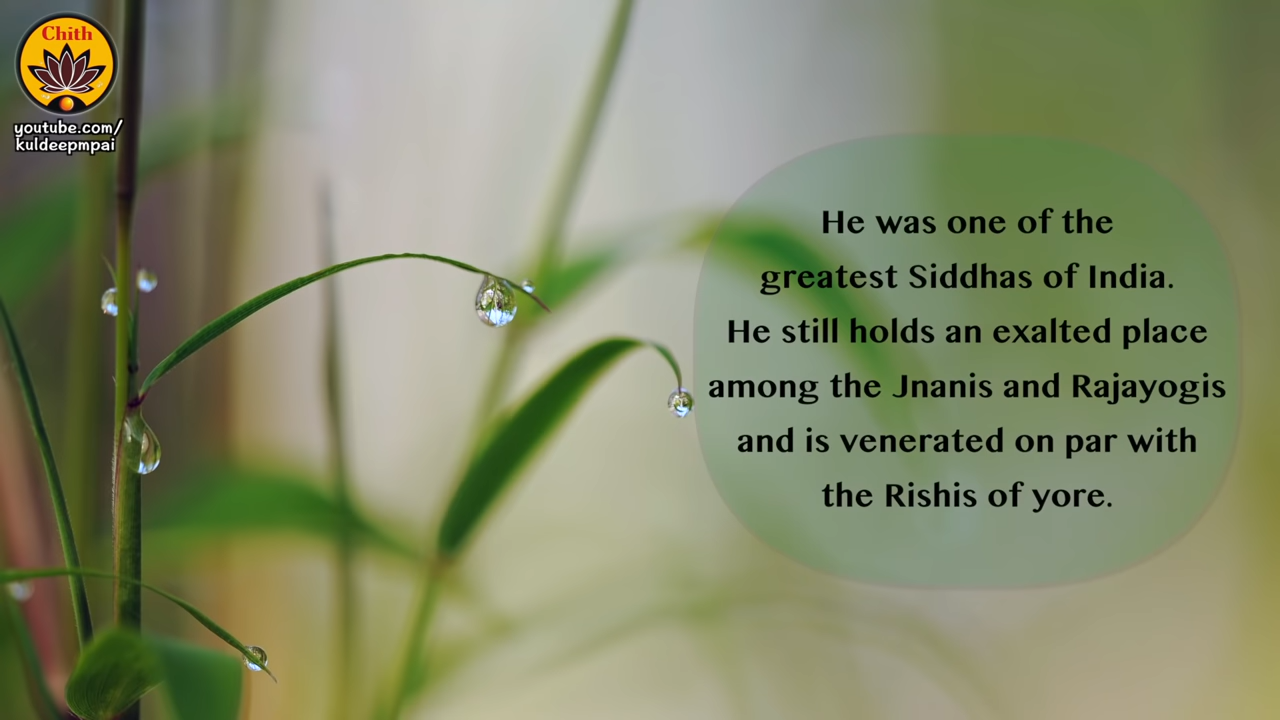 Chith
youtube.com/
kuldeepmpai
He was one of the
greatest Siddhas of India.
He still holds an exalted place
among the Jnanis and Rajayogis
and is venerated on par with
the Rishis of yore.